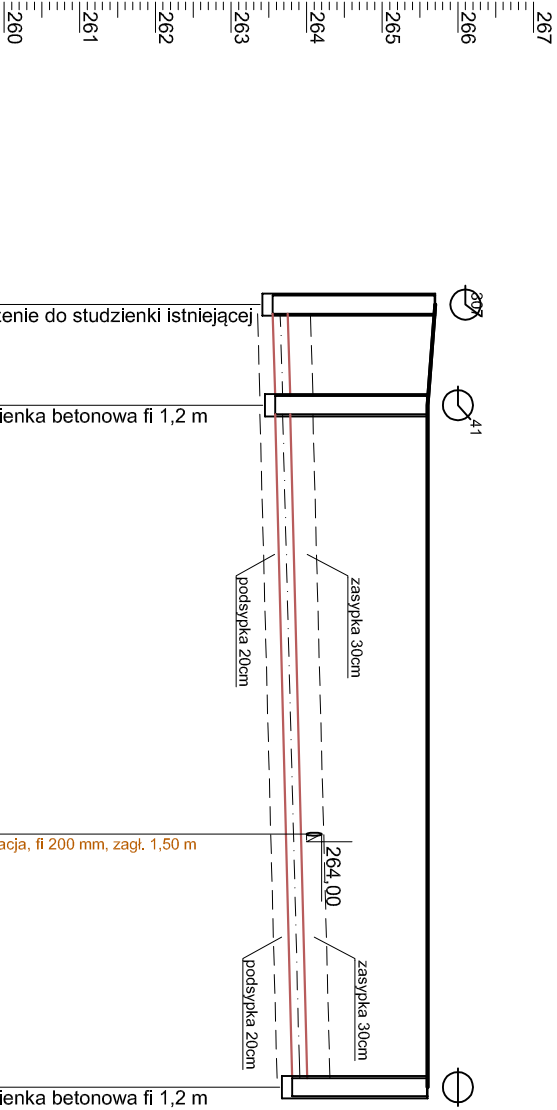 260
261
262
263
264
265
266
267
307
zenie do studzienki istniejącej
41
ienka betonowa fi 1,2 m
podsypka 20cm
zasypka 30cm
acja, fi 200 mm, zagł. 1,50 m
264,00
podsypka 20cm
zasypka 30cm
ienka betonowa fi 1,2 m